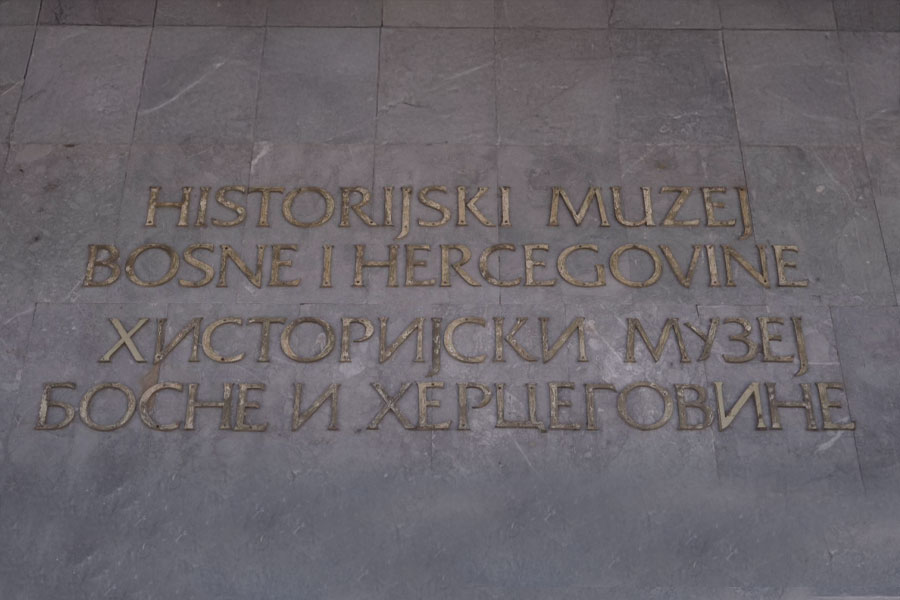 HISTORIJSKI MUZEJ
BOSNE I HERCEGOVINE
ХИСТОРИЈСКИ МУЗЕЈ
БОСНЕ И ХЕРЦЕГОВИНЕ